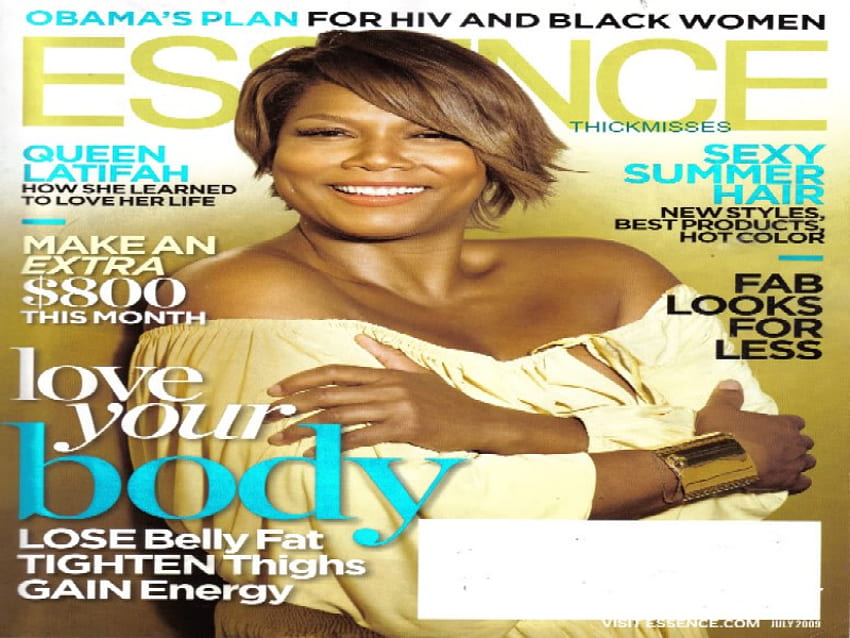 OBAMA'S PLAN FOR HIV AND BLACK WOMEN
ESSENCE
THICKMISSES
QUEEN
LATIFAH
HOW SHE LEARNED
TO LOVE HER LIFE
MAKE AN
EXTRA
$800
THIS MONTH
love
your
body
LOSE Belly Fat
TIGHTEN Thighs
GAIN Energy
SEXY
SUMMER
HAIR
NEW STYLES,
BEST PRODUCTS,
HOT COLOR
FAB
LOOKS
FOR
LESS
VISIT ESSENCE.COM JULY 2009